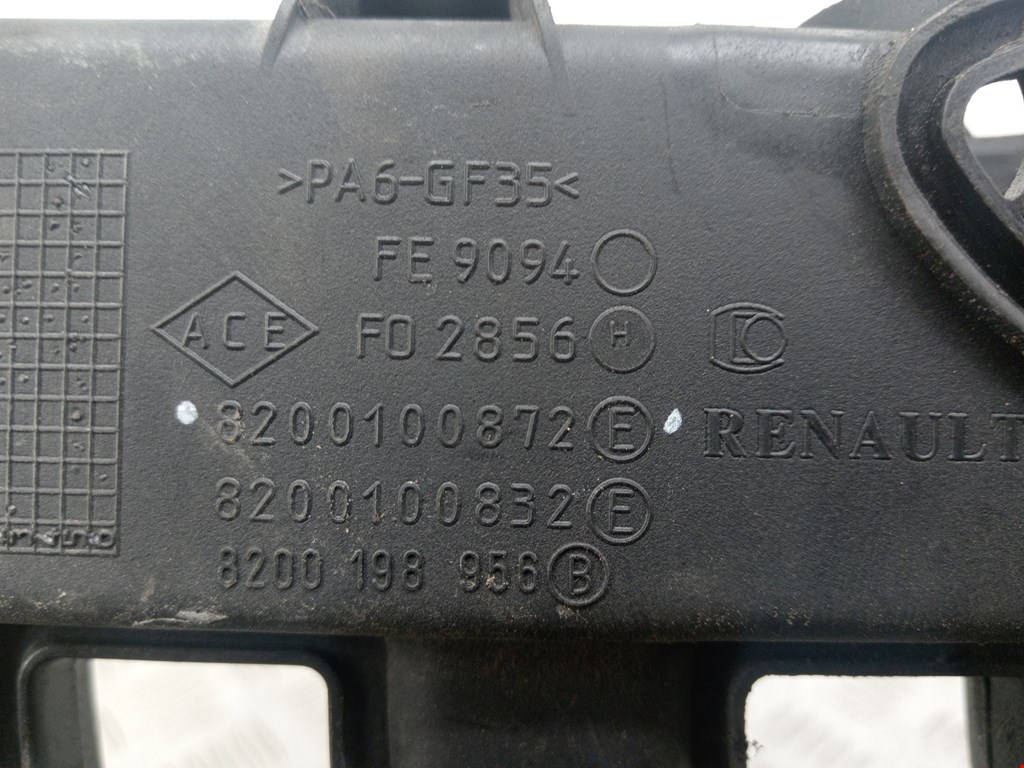 >PA6-GF35<
FE 9094
ACE FO 2856 H
8200100872 E RENAULT
8200100832 E
8200 198 956 B